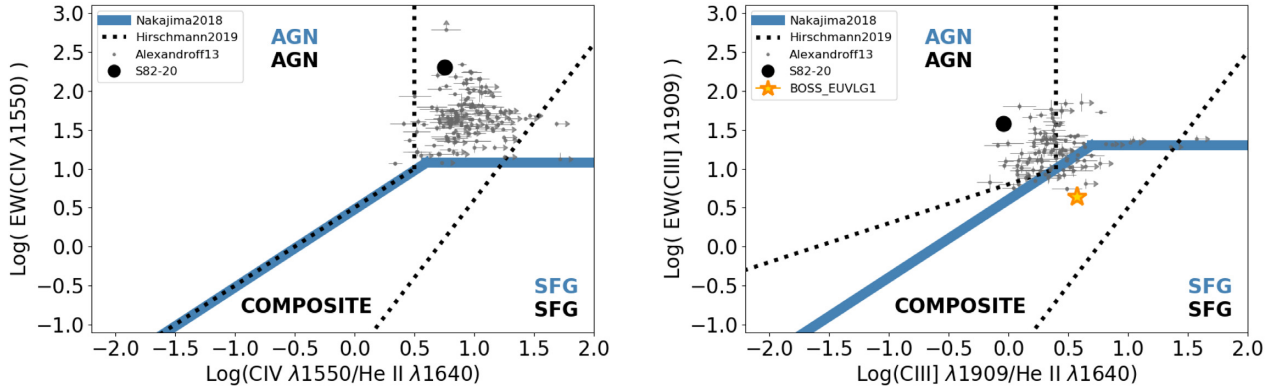 3.0
2.5
2.0
1.5
1.0
0.5
0.0
−0.5
−1.0
Log( EW(CIV λ1550) )
Nakajima2018
Hirschmann2019
Alexandroff13
S82-20
AGN
AGN
COMPOSITE
SFG
SFG
−2.0 −1.5 −1.0 −0.5 0.0 0.5 1.0 1.5 2.0
Log(CIV λ1550/He II λ1640)
3.0
2.5
2.0
1.5
1.0
0.5
0.0
−0.5
−1.0
Log( EW(CIII] λ1909) )
Nakajima2018
Hirschmann2019
Alexandroff13
S82-20
BOSS_EUVLG1
AGN
AGN
COMPOSITE
SFG
SFG
−2.0 −1.5 −1.0 −0.5 0.0 0.5 1.0 1.5 2.0
Log(CIII] λ1909/He II λ1640)